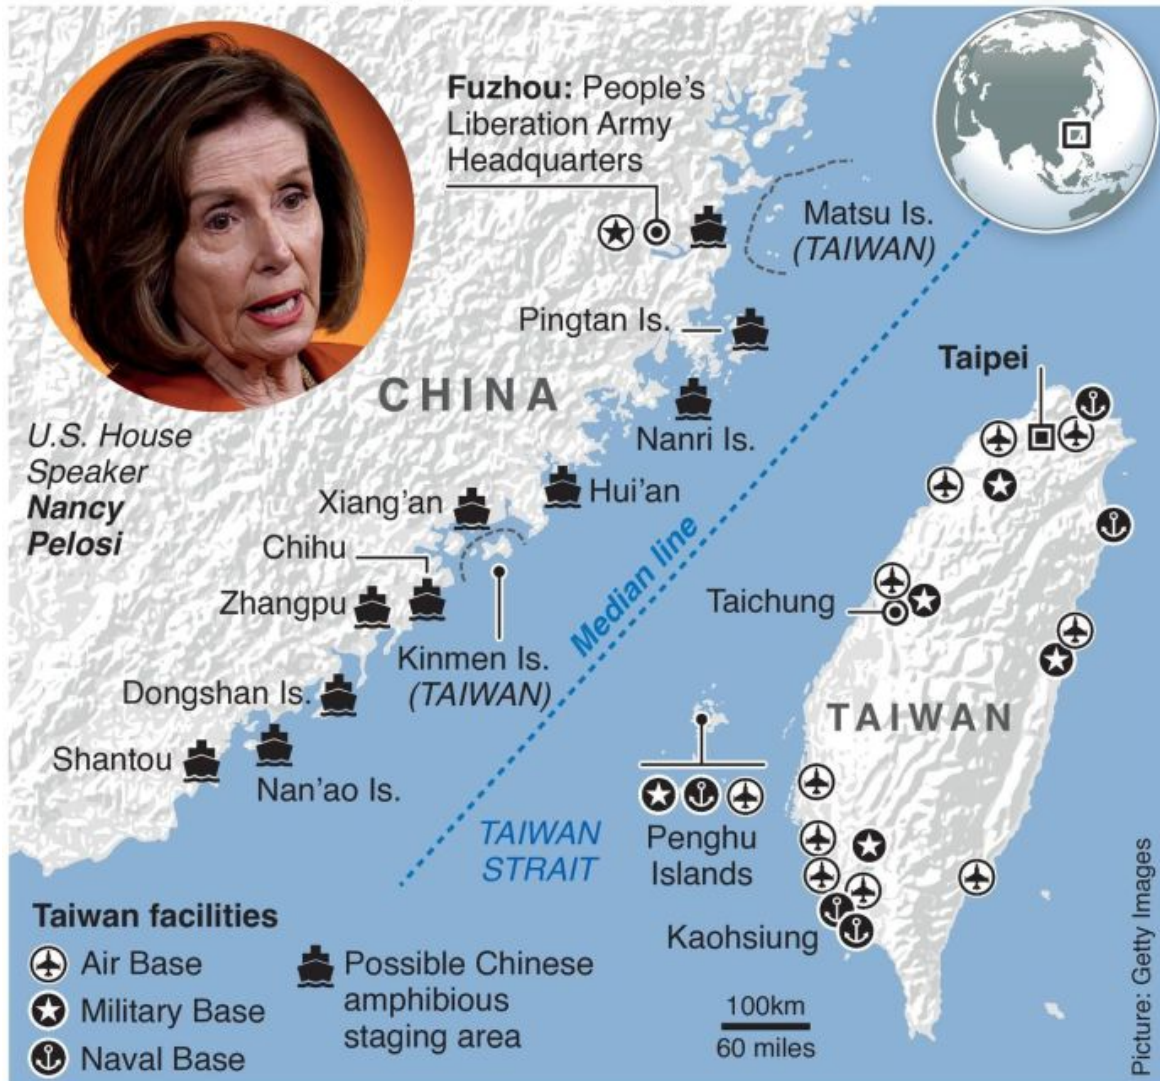 Fuzhou: People's
Liberation Army
Headquarters
Matsu Is.
(TAIWAN)
Pingtan Is.
Taipei
CHINA
Nanri Is.
U.S. House
Speaker
Nancy
Pelosi
Xiang'an
Hui'an
Chihu
Zhangpu
Median line
Taichung
Kinmen Is.
(TAIWAN)
Dongshan Is.
TAIWAN
Shantou
Nan'ao Is.
TAIWAN
STRAIT
Penghu
Islands
Kaohsiung
Taiwan facilities
Air Base
Military Base
Naval Base
Possible Chinese
amphibious
staging area
100km
60 miles
Picture: Getty Images